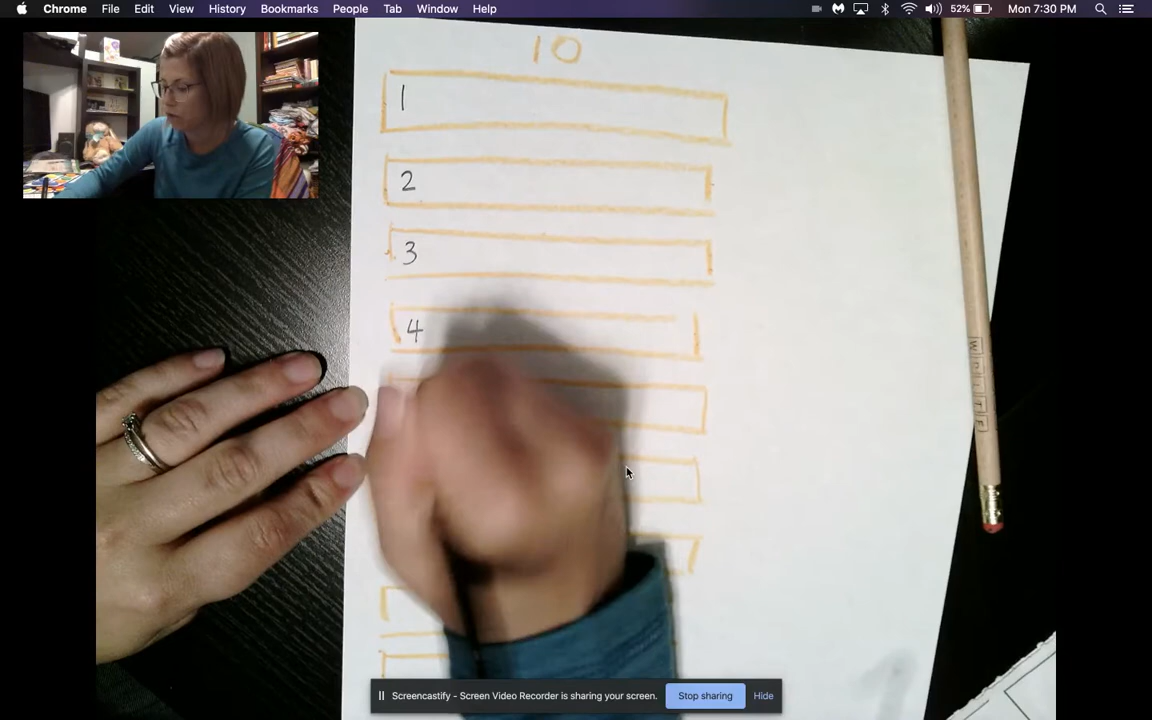 Chrome File Edit View History Bookmarks People Tab Window Help 52% Mon 7:30 PM
10
1
2
3
4
WRITE
Screencastify - Screen Video Recorder is sharing your screen. Stop sharing Hide